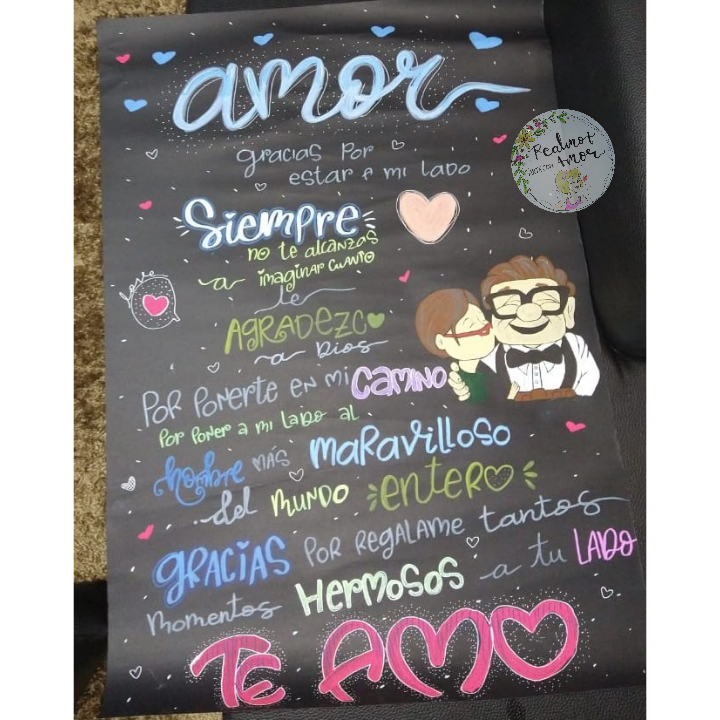 amor
gracias por
estar a mi lado
Siempre
no te alcanzas
a imaginar cuanto
le
AGRADEZCO
a Dios
POR PONERTE EN MI CAMINO
Por poner a mi lado al
hombre MÁS MARAVILLOSO
del MUNDO ENTERO
GRACIAS POR REGALAME tantos
Momentos HERMOSOS a tu LADO
TE AMO
love
Realmot
Amor